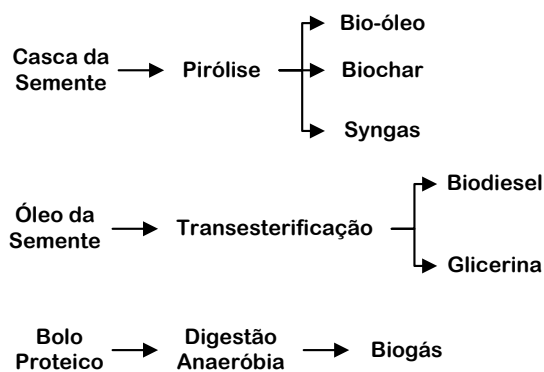 Casca da
Semente
Pirólise
Bio-óleo
Biochar
Syngas
Óleo da
Semente
Transesterificação
Biodiesel
Glicerina
Bolo
Proteico
Digestão
Anaeróbia
Biogás